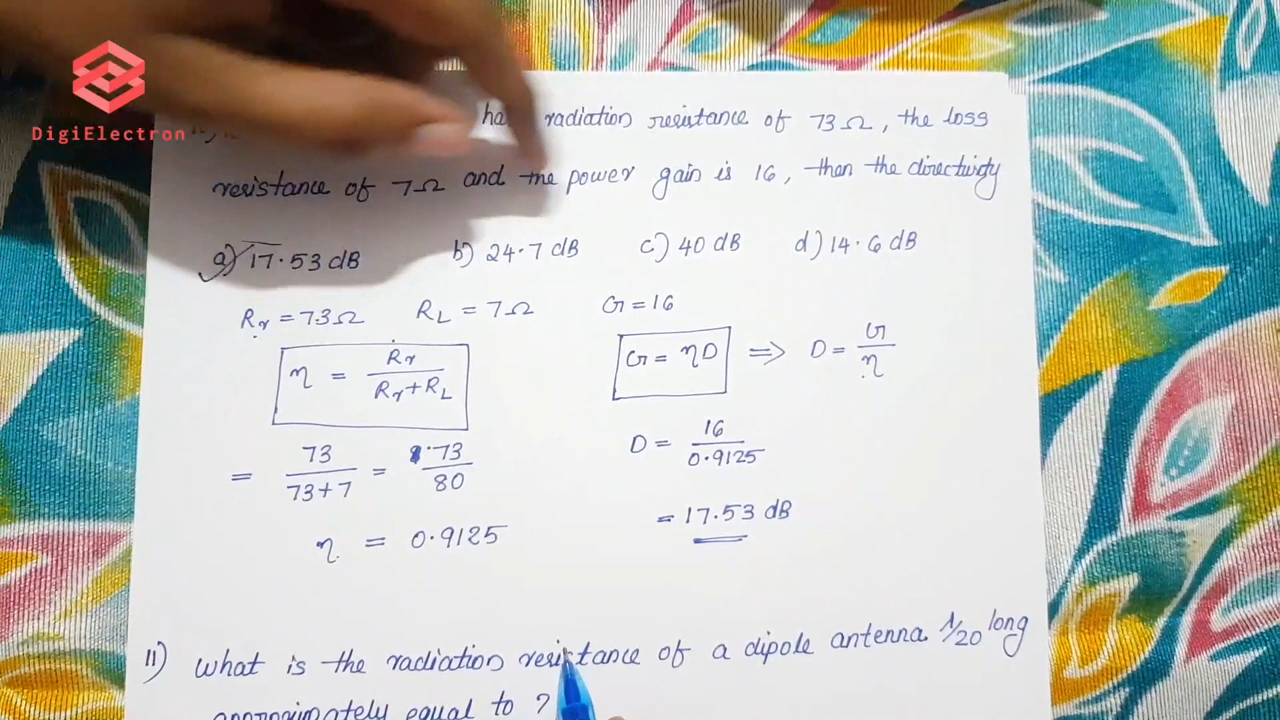 DigiElectron
radiation resistance of 73Ω, the loss
resistance of 7Ω and the power gain is 16, then the directivity
a) 17.53 dB b) 24.7 dB c) 40 dB d) 14.6 dB
Rr = 73Ω RL = 7Ω G = 16
η = Rr / Rr+RL G = ηD => D = G / η
= 73 / 73+7 = 73 / 80 D = 16 / 0.9125
η = 0.9125 = 17.53 dB
11) What is the radiation resistance of a dipole antenna λ/20 long
approximately equal to ?